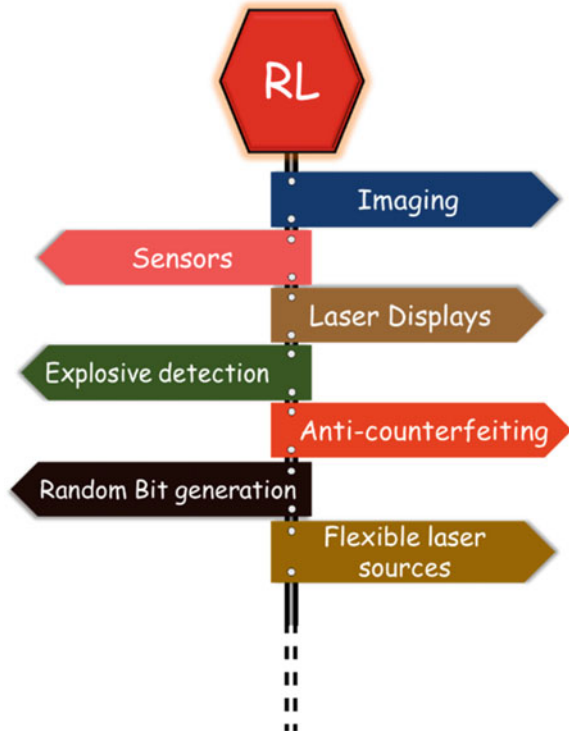 RL
Imaging
Sensors
Laser Displays
Explosive detection
Anti-counterfeiting
Random Bit generation
Flexible laser
sources